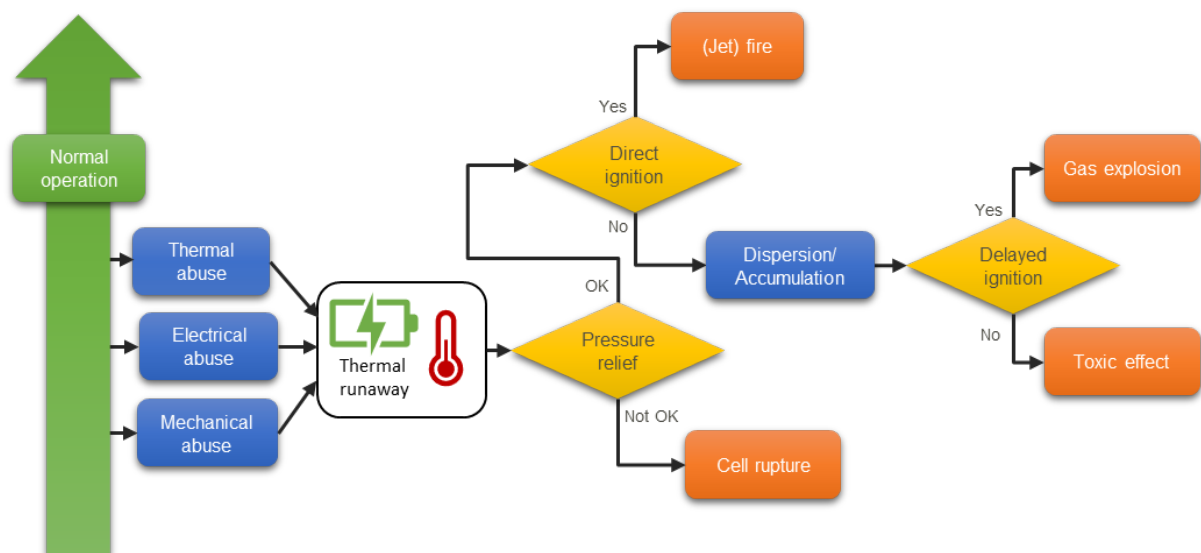 Normal
operation
Thermal
abuse
Electrical
abuse
Mechanical
abuse
Thermal
runaway
Pressure
relief
OK
Not OK
Cell rupture
Direct
ignition
Yes
(Jet) fire
No
Dispersion/
Accumulation
Delayed
ignition
Yes
Gas explosion
No
Toxic effect